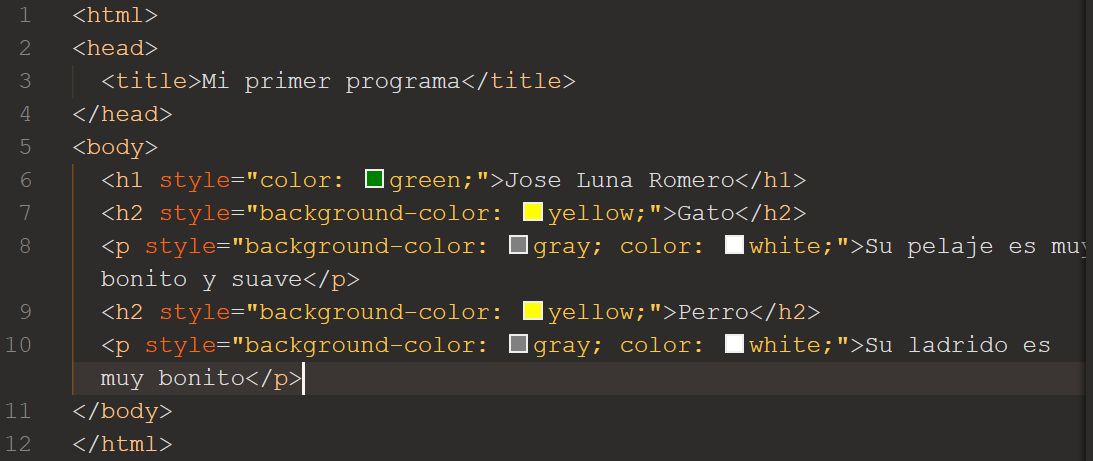 1 <html>
2 <head>
3 <title>Mi primer programa</title>
4 </head>
5 <body>
6 <h1 style="color: green;">Jose Luna Romero</h1>
7 <h2 style="background-color: yellow;">Gato</h2>
8 <p style="background-color: gray; color: white;">Su pelaje es muy
bonito y suave</p>
9 <h2 style="background-color: yellow;">Perro</h2>
10 <p style="background-color: gray; color: white;">Su ladrido es
muy bonito</p>
11 </body>
12 </html>